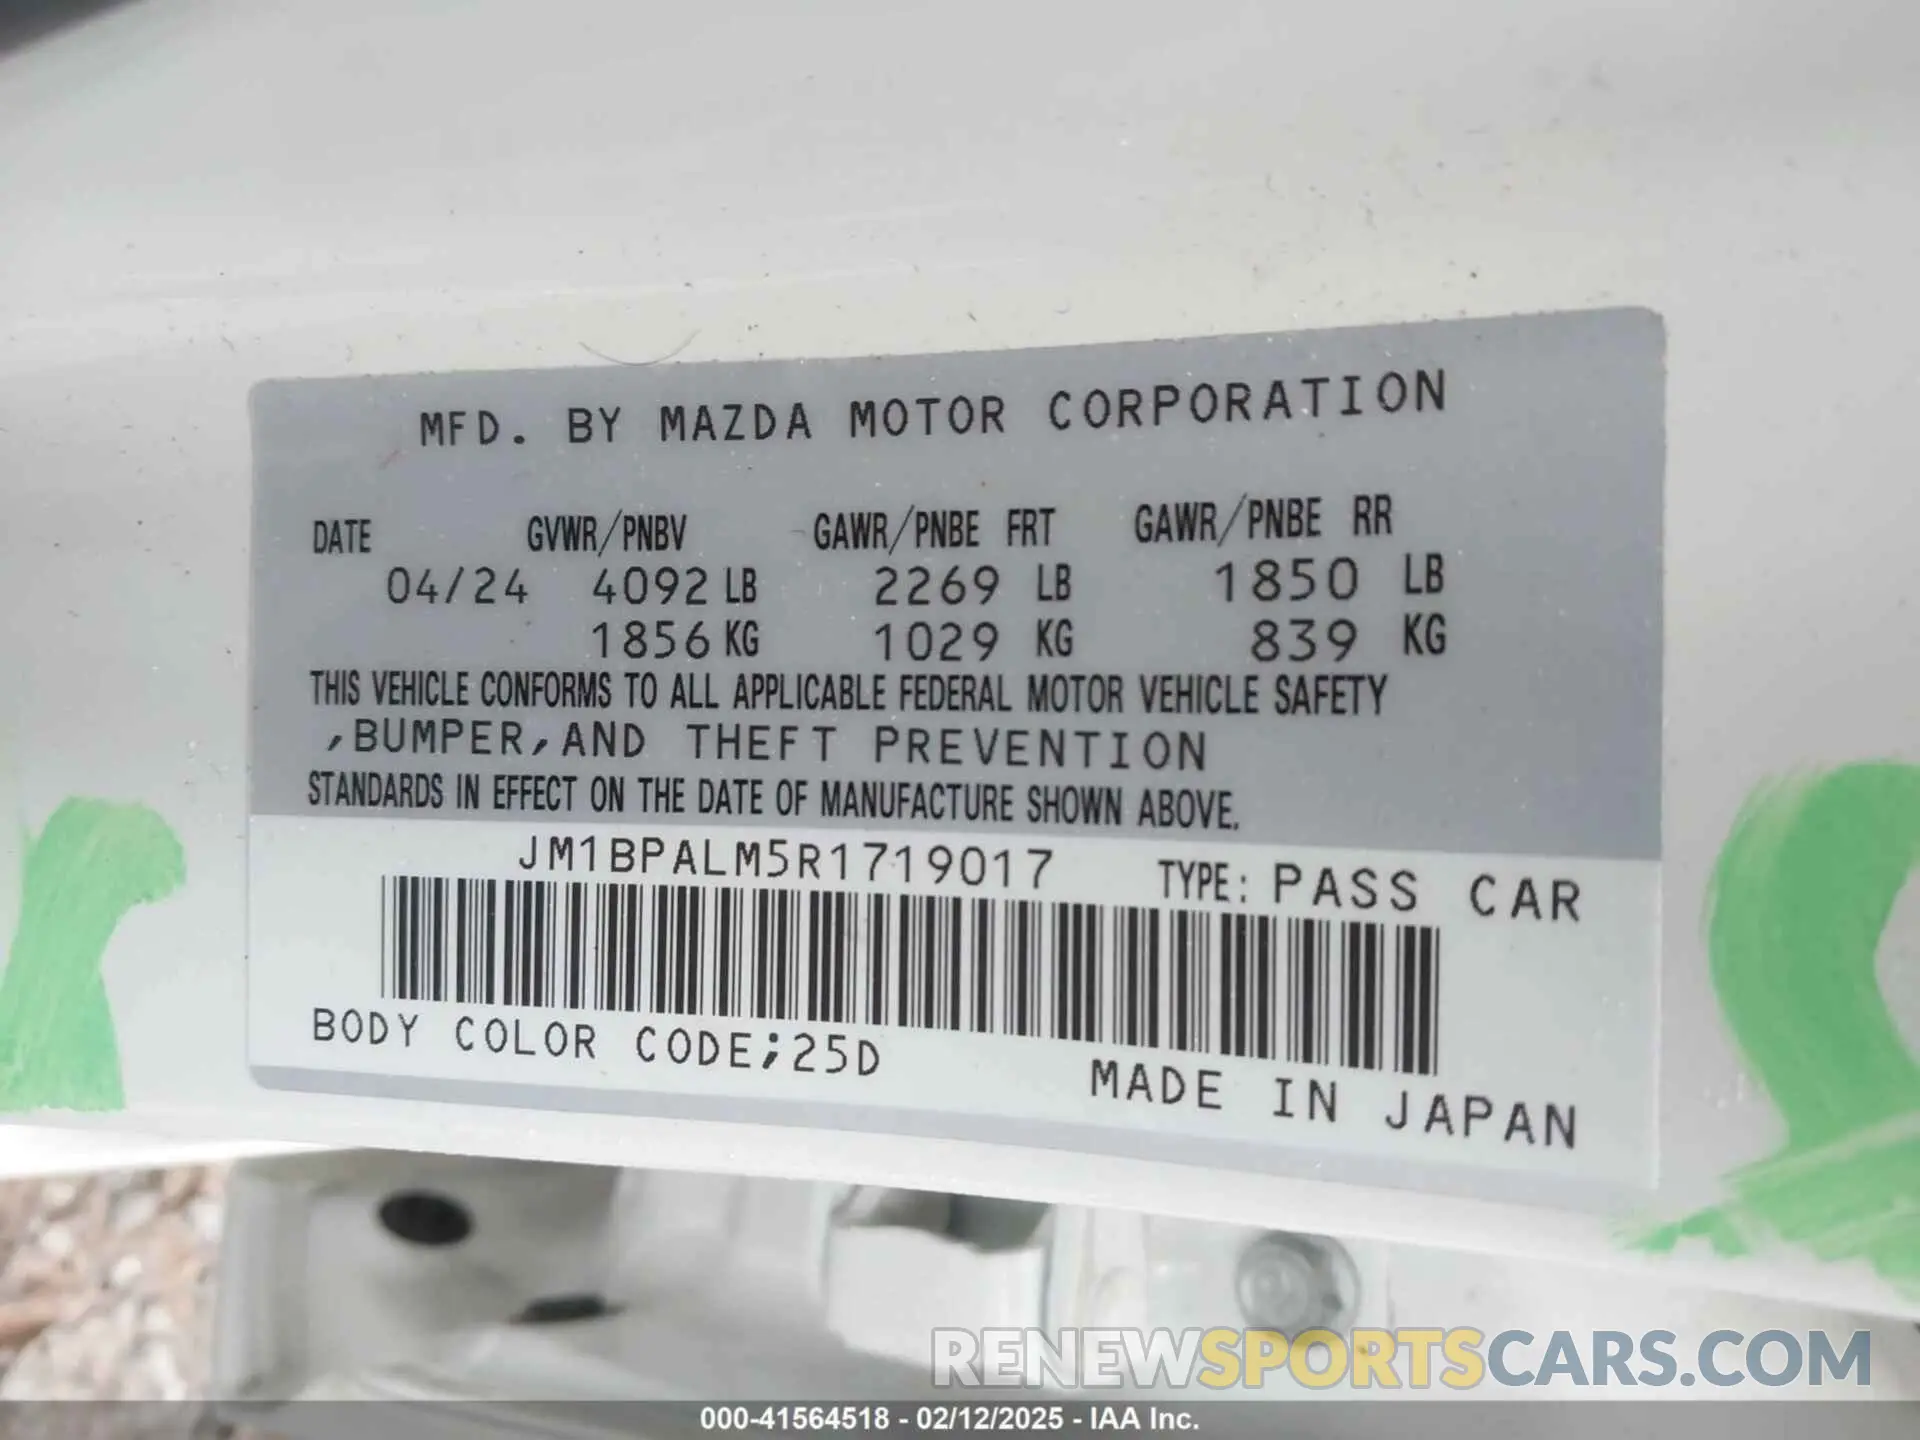 MFD. BY MAZDA MOTOR CORPORATION
DATE GVWR/PNBV GAWR/PNBE FRT GAWR/PNBE RR
04/24 4092 LB 2269 LB 1850 LB
1856 KG 1029 KG 839 KG
THIS VEHICLE CONFORMS TO ALL APPLICABLE FEDERAL MOTOR VEHICLE SAFETY
,BUMPER,AND THEFT PREVENTION
STANDARDS IN EFFECT ON THE DATE OF MANUFACTURE SHOWN ABOVE.
JM1BPALM5R1719017 TYPE: PASS CAR
BODY COLOR CODE;25D
MADE IN JAPAN
RENEWSPORTSCARS.COM
000-41564518 - 02/12/2025 - IAA Inc.